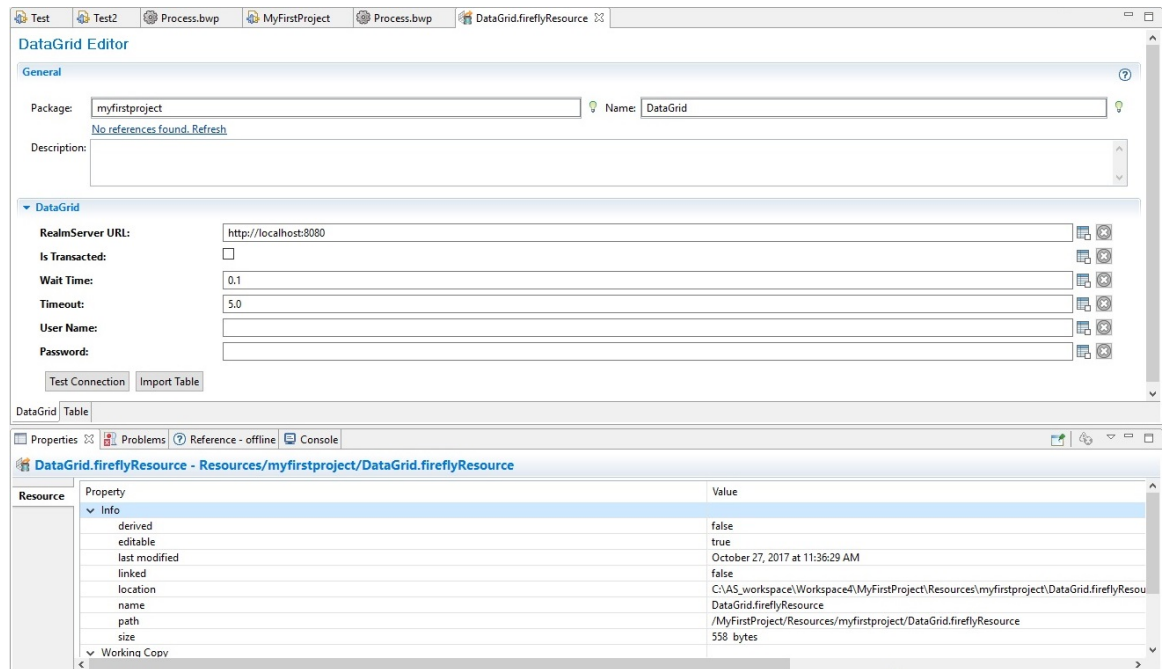 Test Test2 Process.bwp MyFirstProject Process.bwp DataGrid.fireflyResource
DataGrid Editor
General
Package: myfirstproject Name: DataGrid
No references found. Refresh
Description:
DataGrid
RealmServer URL: http://localhost:8080
Is Transacted:
Wait Time: 0.1
Timeout: 5.0
User Name:
Password:
Test Connection Import Table
DataGrid Table
Properties Problems Reference - offline Console
DataGrid.fireflyResource - Resources/myfirstproject/DataGrid.fireflyResource
Resource Property Value
Info
derived false
editable true
last modified October 27, 2017 at 11:36:29 AM
linked false
location C:\AS_workspace\Workspace4\MyFirstProject\Resources\myfirstproject\DataGrid.fireflyResou
name DataGrid.fireflyResource
path /MyFirstProject/Resources/myfirstproject/DataGrid.fireflyResource
size 558 bytes
Working Copy